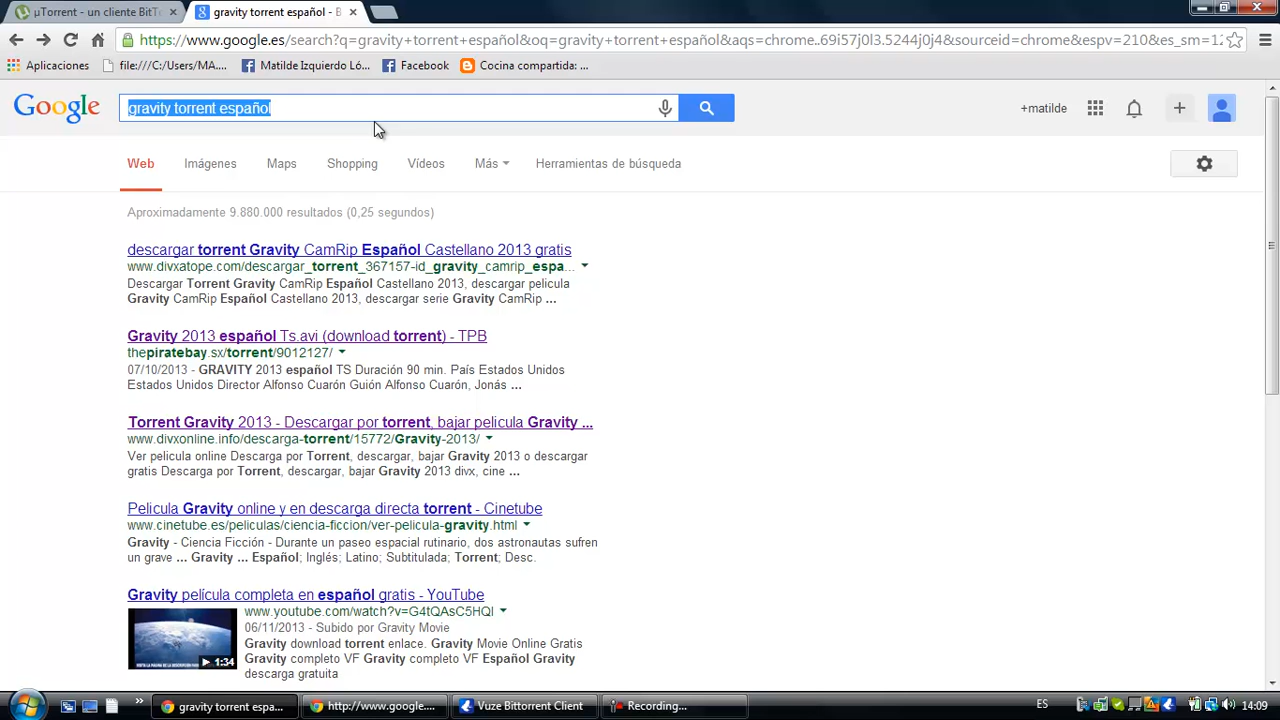 µTorrent - un cliente BitTo
gravity torrent español - B
https://www.google.es/search?q=gravity+torrent+español&oq=gravity+torrent+español&aqs=chrome..69i57j0l3.5244j0j4&sourceid=chrome&espv=210&es_sm=12
Aplicaciones
file:///C:/Users/MA....
Matilde Izquierdo Ló...
Facebook
Cocina compartida: ...
Google
gravity torrent español
+matilde
Web
Imágenes
Maps
Shopping
Vídeos
Más
Herramientas de búsqueda
Aproximadamente 9.880.000 resultados (0,25 segundos)
descargar torrent Gravity CamRip Español Castellano 2013 gratis
www.divxatope.com/descargar_torrent_367157-id_gravity_camrip_espa...
Descargar Torrent Gravity CamRip Español Castellano 2013, descargar pelicula
Gravity CamRip Español Castellano 2013, descargar serie Gravity CamRip ...
Gravity 2013 español Ts.avi (download torrent) - TPB
thepiratebay.sx/torrent/9012127/
07/10/2013 - GRAVITY 2013 español TS Duración 90 min. País Estados Unidos
Estados Unidos Director Alfonso Cuarón Guión Alfonso Cuarón, Jonás ...
Torrent Gravity 2013 - Descargar por torrent, bajar pelicula Gravity ...
www.divxonline.info/descarga-torrent/15772/Gravity-2013/
Ver pelicula online Descarga por Torrent, descargar, bajar Gravity 2013 o descargar
gratis Descarga por Torrent, descargar, bajar Gravity 2013 divx, cine ...
Pelicula Gravity online y en descarga directa torrent - Cinetube
www.cinetube.es/peliculas/ciencia-ficcion/ver-pelicula-gravity.html
Gravity - Ciencia Ficción - Durante un paseo espacial rutinario, dos astronautas sufren
un grave ... Gravity ... Español; Inglés; Latino; Subtitulada; Torrent; Desc.
Gravity película completa en español gratis - YouTube
www.youtube.com/watch?v=G4tQAsC5HQI
06/11/2013 - Subido por Gravity Movie
Gravity download torrent enlace. Gravity Movie Online Gratis
Gravity completo VF Gravity completo VF Español Gravity
descarga gratuita
1:34
gravity torrent espa...
http://www.google....
Vuze Bittorrent Client
Recording...
ES
14:09